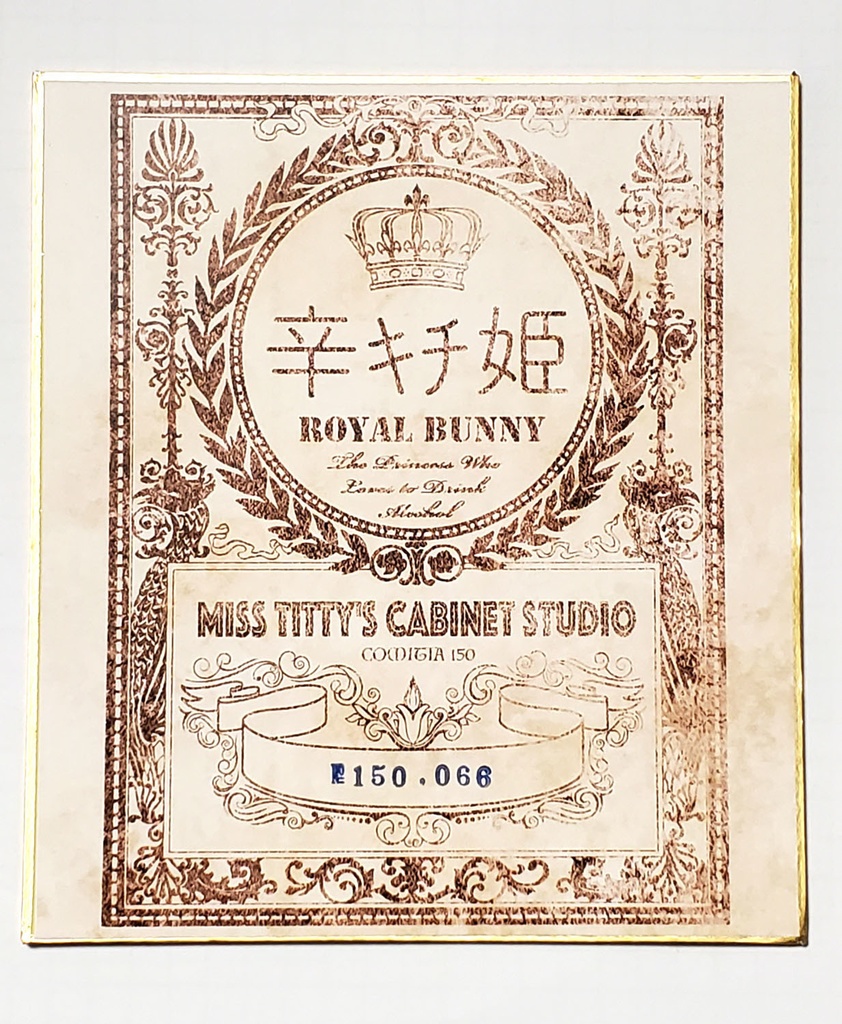 辛キチ姫
ROYAL BUNNY
The Princess Who
Loves to Drink
Alcohol
MISS TITTY'S CABINET STUDIO
COMITIA 150
№150.066